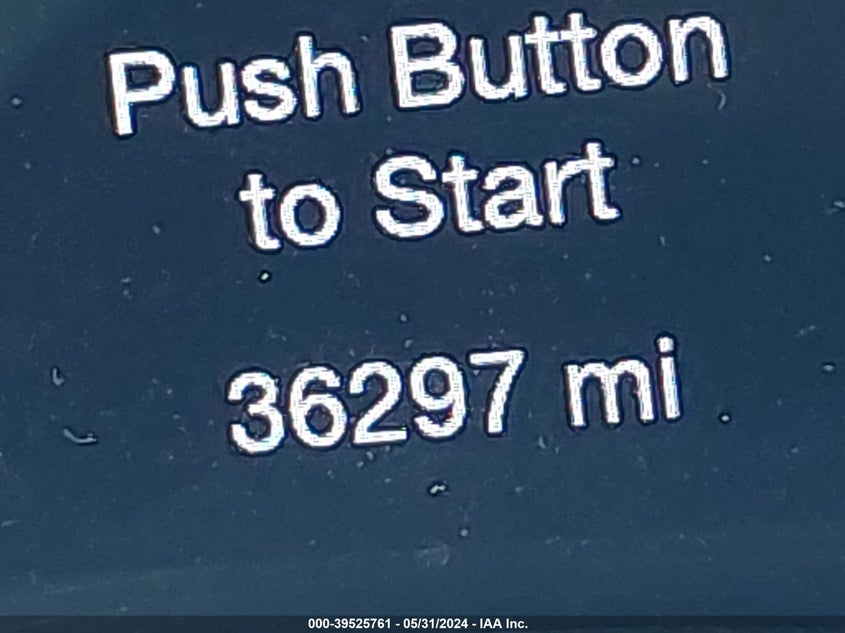 Push Button
to Start
36297 mi
000-39525761 - 05/31/2024 - IAA Inc.